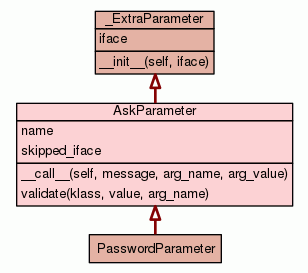 _ExtraParameter
iface
__init__(self, iface)
AskParameter
name
skipped_iface
__call__(self, message, arg_name, arg_value)
validate(klass, value, arg_name)
PasswordParameter